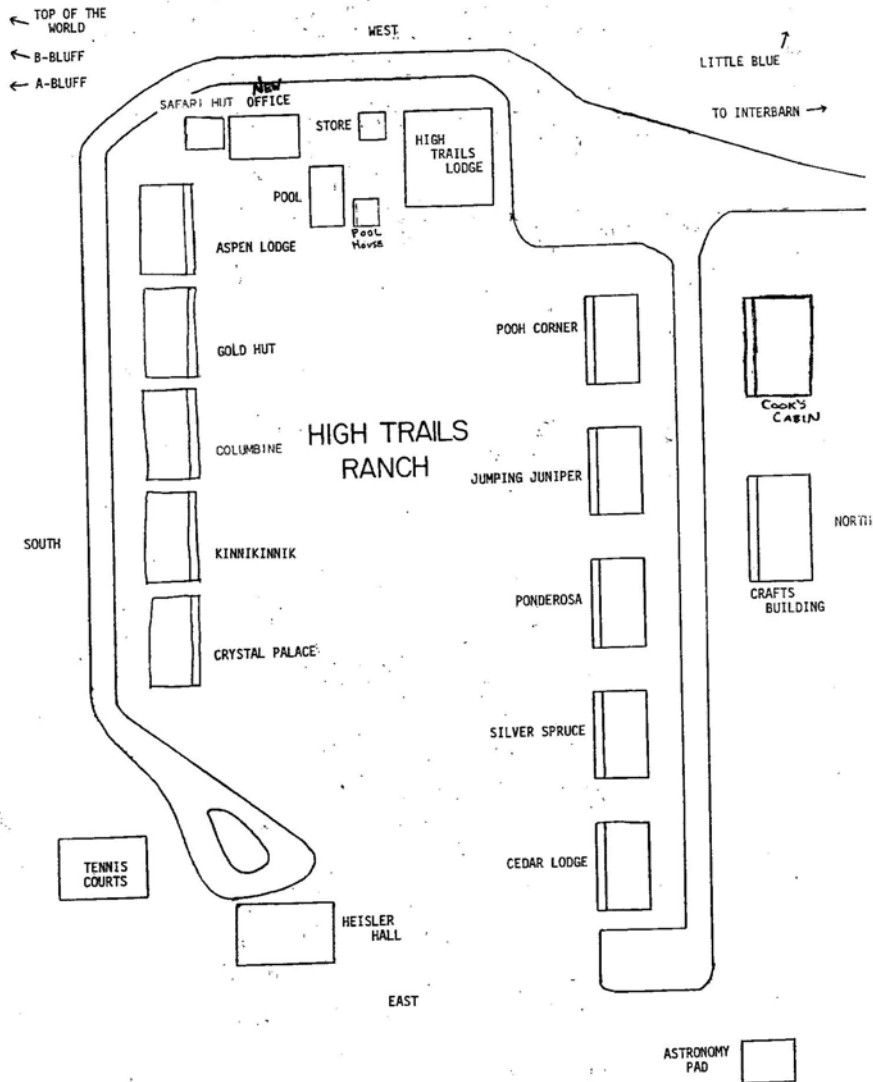 ← TOP OF THE
WORLD
← B-BLUFF
← A-BLUFF
WEST
LITTLE BLUE
TO INTERBARN →
SAFARI HUT
NEW
OFFICE
STORE
HIGH
TRAILS
LODGE
POOL
POOL
HOUSE
ASPEN LODGE
GOLD HUT
COLUMBINE
KINNIKINNIK
CRYSTAL PALACE
HIGH TRAILS
RANCH
POOH CORNER
JUMPING JUNIPER
PONDEROSA
SILVER SPRUCE
CEDAR LODGE
COOK'S
CABIN
CRAFTS
BUILDING
NORTH
SOUTH
TENNIS
COURTS
HEISLER
HALL
EAST
ASTRONOMY
PAD